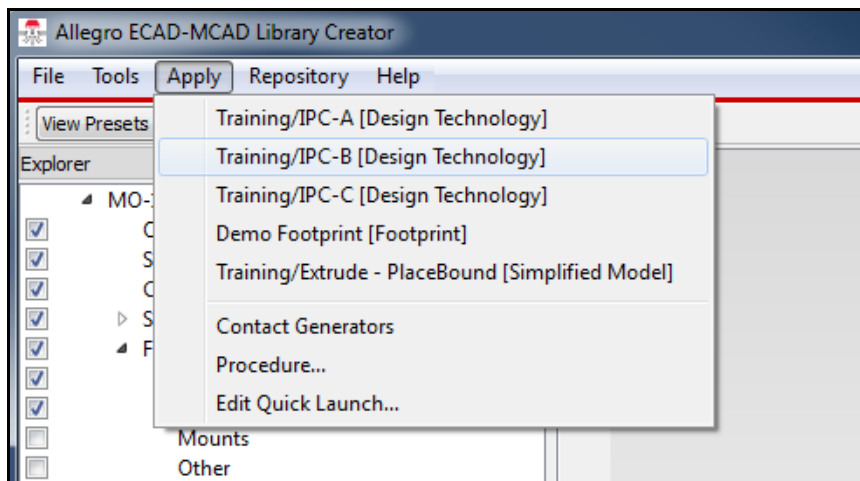 Allegro ECAD-MCAD Library Creator
File Tools Apply Repository Help
View Presets
Training/IPC-A [Design Technology]
Training/IPC-B [Design Technology]
Training/IPC-C [Design Technology]
Demo Footprint [Footprint]
Training/Extrude - PlaceBound [Simplified Model]
Contact Generators
Procedure...
Edit Quick Launch...
Explorer
Mounts
Other